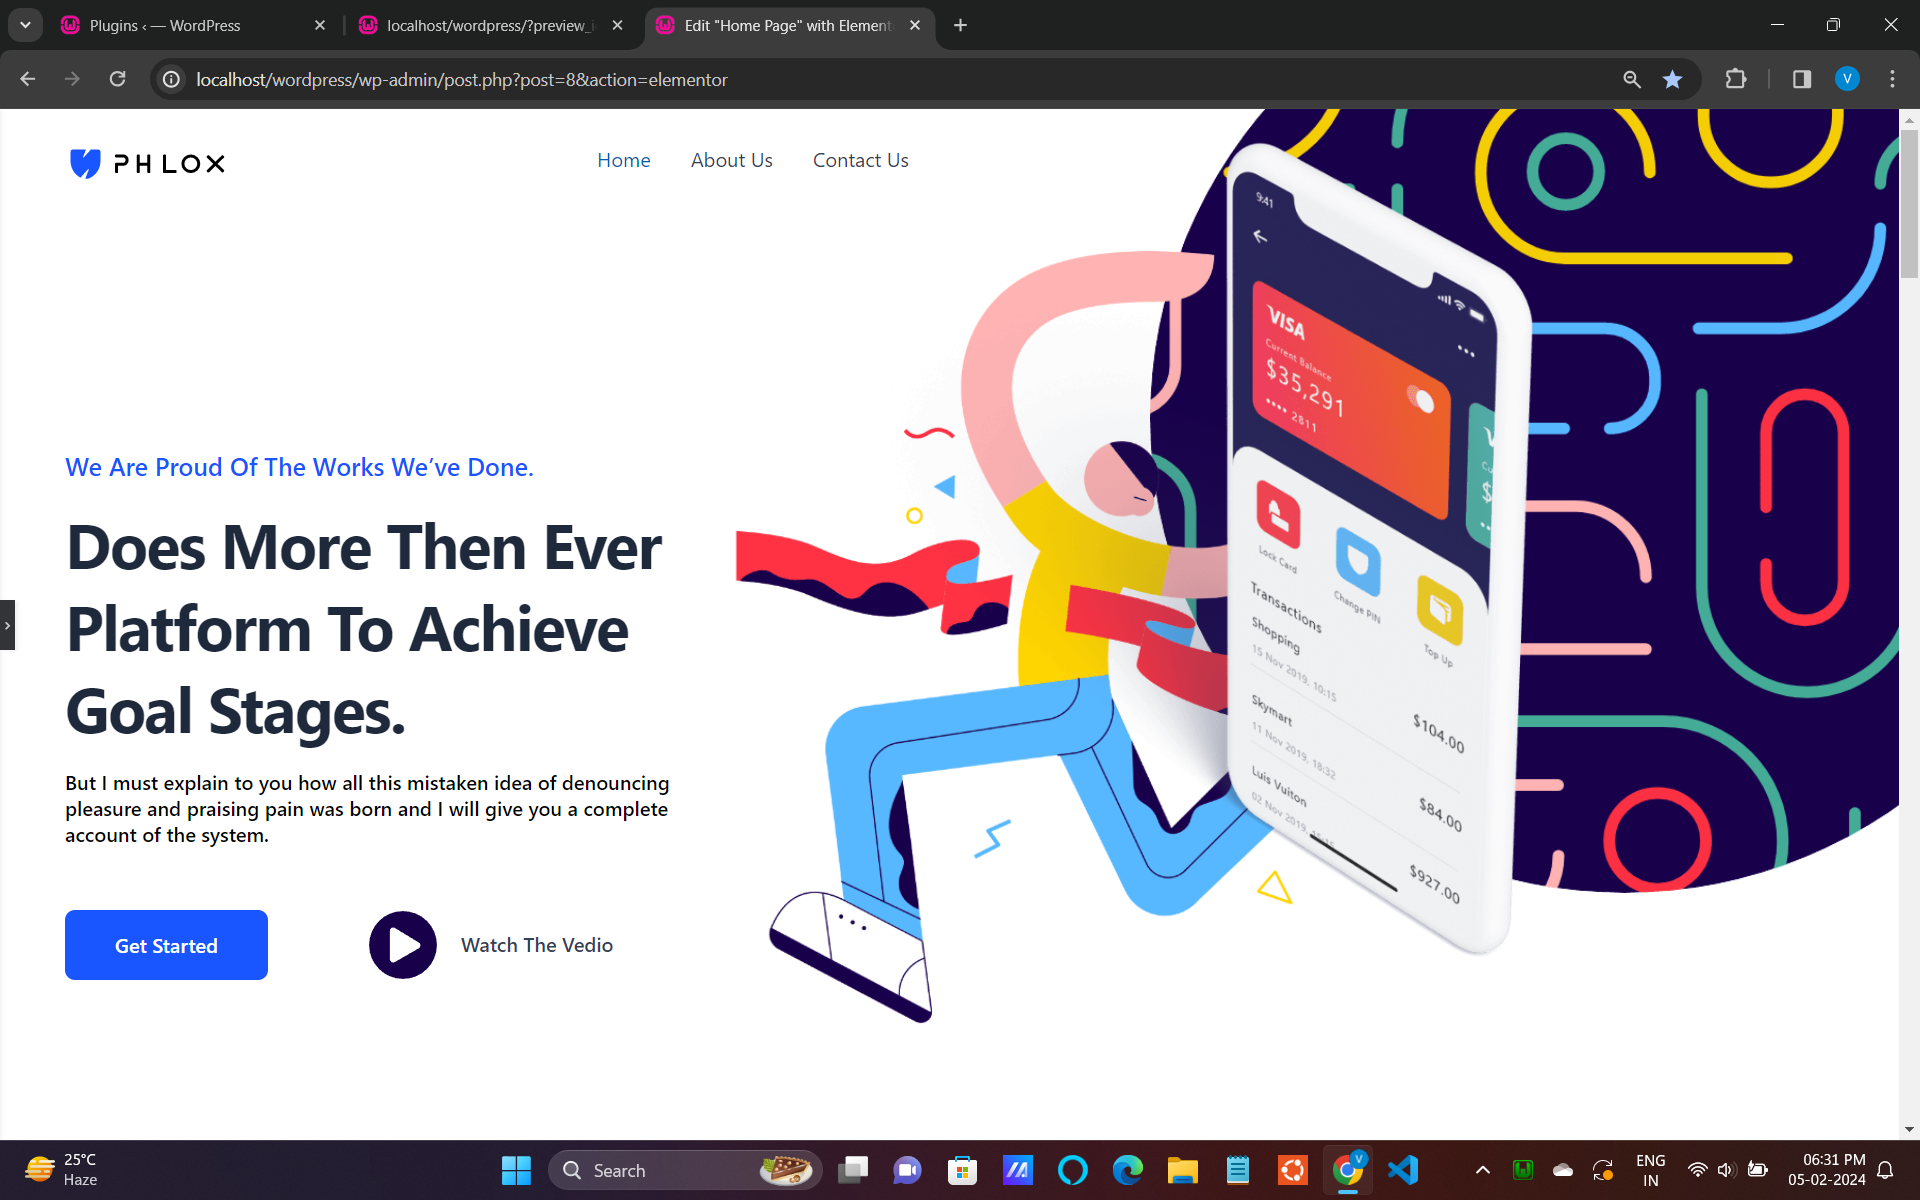 Plugins ‹ — WordPress
localhost/wordpress/?preview_i
Edit "Home Page" with Element
localhost/wordpress/wp-admin/post.php?post=8&action=elementor
V
PHLOX
Home
About Us
Contact Us
We Are Proud Of The Works We've Done.
Does More Then Ever
Platform To Achieve
Goal Stages.
But I must explain to you how all this mistaken idea of denouncing
pleasure and praising pain was born and I will give you a complete
account of the system.
Get Started
Watch The Vedio
9:41
VISA
Current Balance
$35,291
•••• 2811
Lock Card
Change PIN
Top Up
Transactions
Shopping
15 Nov 2019, 10:15
$104.00
Skymart
11 Nov 2019, 18:32
$84.00
Luis Vuiton
02 Nov 2019,
$927.00
25°C
Haze
Search
V
ENG
IN
06:31 PM
05-02-2024